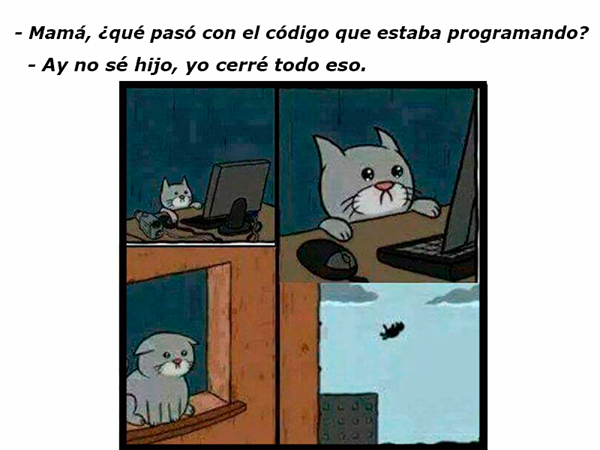 - Mamá, ¿qué pasó con el código que estaba programando?
- Ay no sé hijo, yo cerré todo eso.